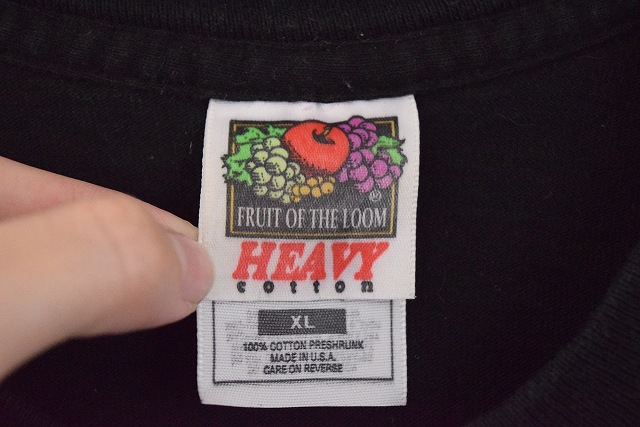 ®
FRUIT OF THE LOOM
HEAVY
cotton
XL
100% COTTON PRESHRUNK
MADE IN U.S.A.
CARE ON REVERSE